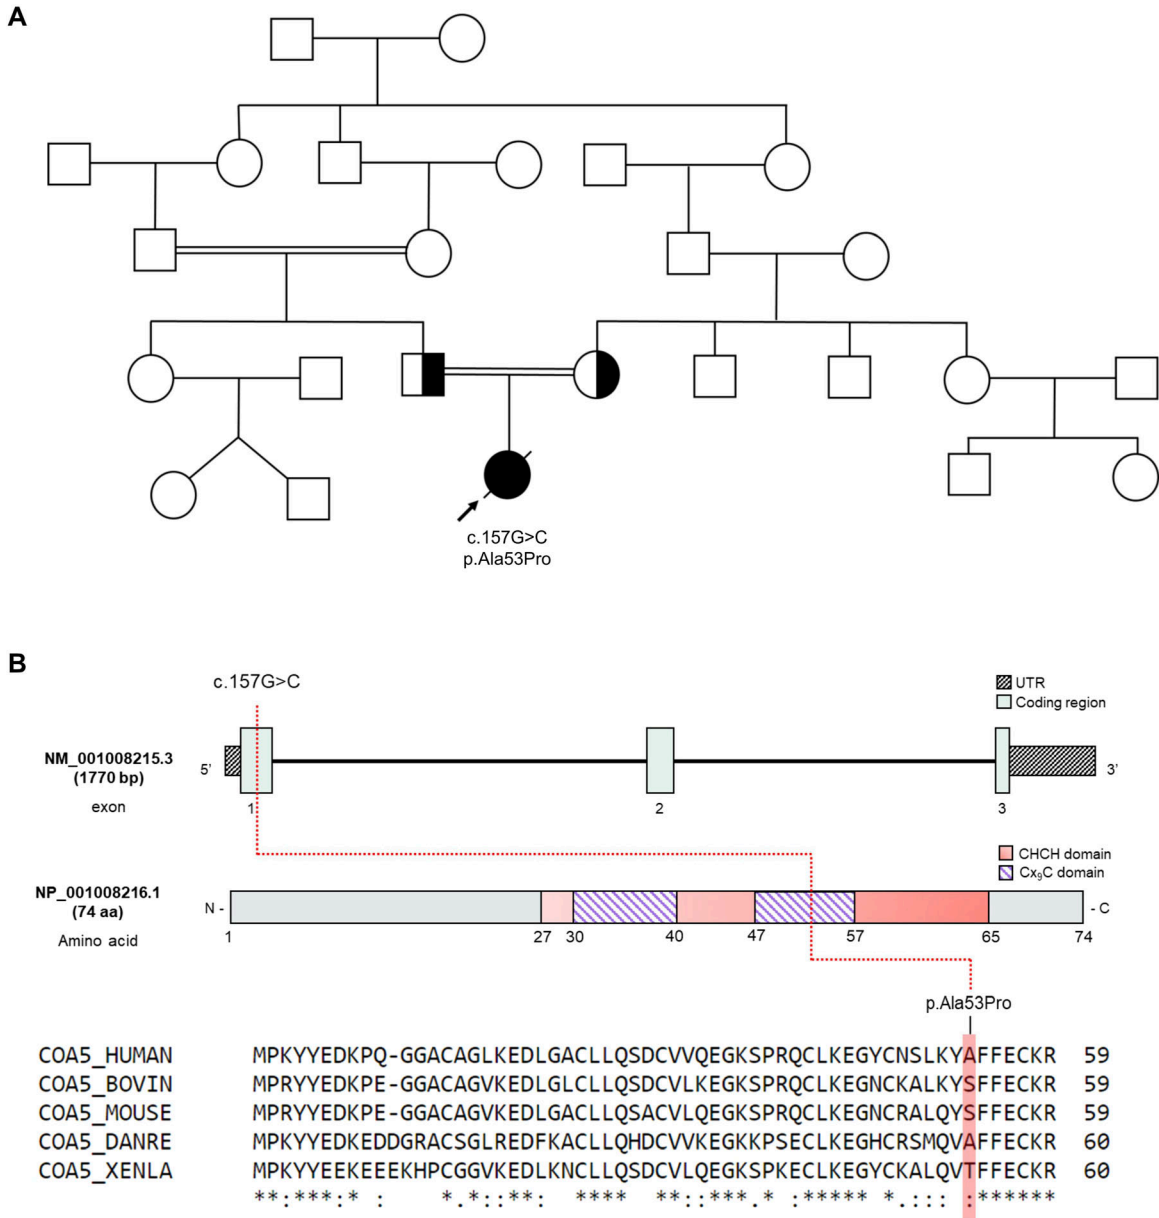 A
c.157G>C
p.Ala53Pro
B
c.157G>C
UTR
Coding region
NM_001008215.3
(1770 bp)
exon
5’
3’
1
2
3
CHCH domain
Cx₉C domain
NP_001008216.1
(74 aa)
Amino acid
N -
- C
1 27 30 40 47 57 65 74
p.Ala53Pro
COA5_HUMAN MPKYYEDKPQ-GGACAGLKEDLGACLLQSDCVVQEGKSPRQCLKEGYCNSLKYAFFECKR 59
COA5_BOVIN MPRYYEDKPE-GGACAGVKEDLGLCLLQSDCVLKEGKSPRQCLKEGNCKALKYSFFECKR 59
COA5_MOUSE MPRYYEDKPE-GGACAGVKEDLGACLLQSACVLQEGKSPRQCLKEGNCRALQYSFFECKR 59
COA5_DANRE MPKYYEDKEDDGRACSGLREDFKACLLQHDCVVKEGKKPSECLKEGHCRSMQVAFFECKR 60
COA5_XENLA MPKYYEEKEEEKHPCGGVKEDLKNCLLQSDCVLQEGKSPKECLKEGYCKALQVTFFECKR 60
**:***:* : *.*::**: **** **::***.* :***** *.::: :*******